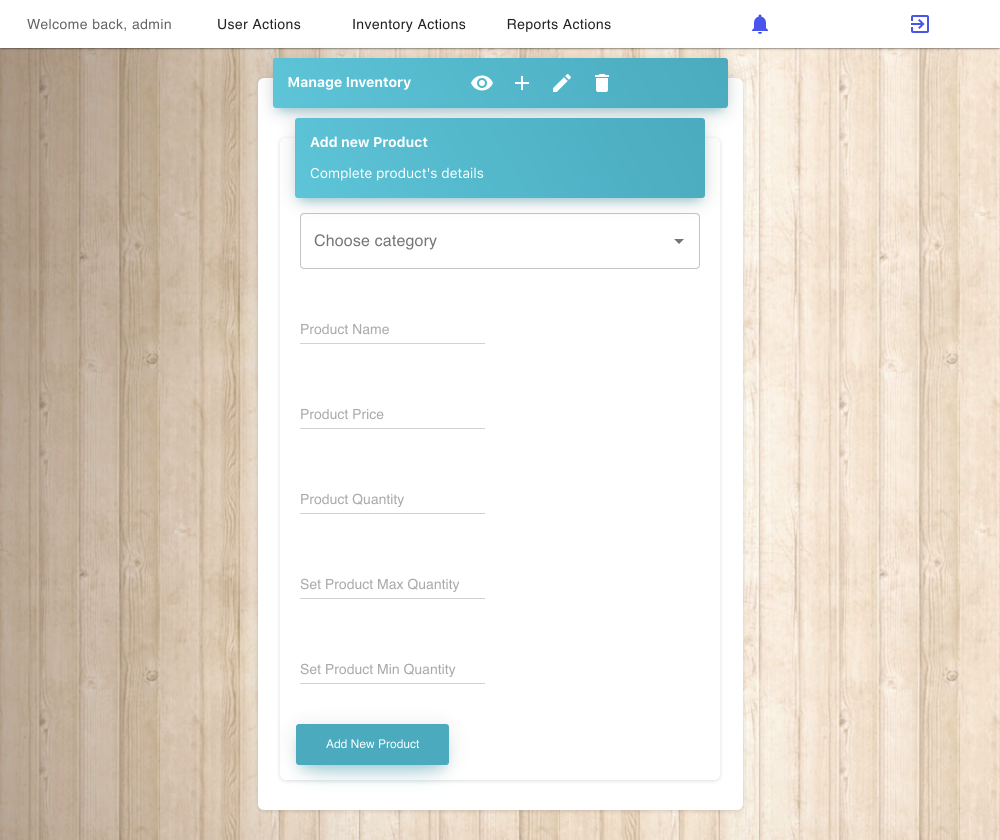 Welcome back, admin User Actions Inventory Actions Reports Actions
Manage Inventory
Add new Product
Complete product's details
Choose category
Product Name
Product Price
Product Quantity
Set Product Max Quantity
Set Product Min Quantity
Add New Product